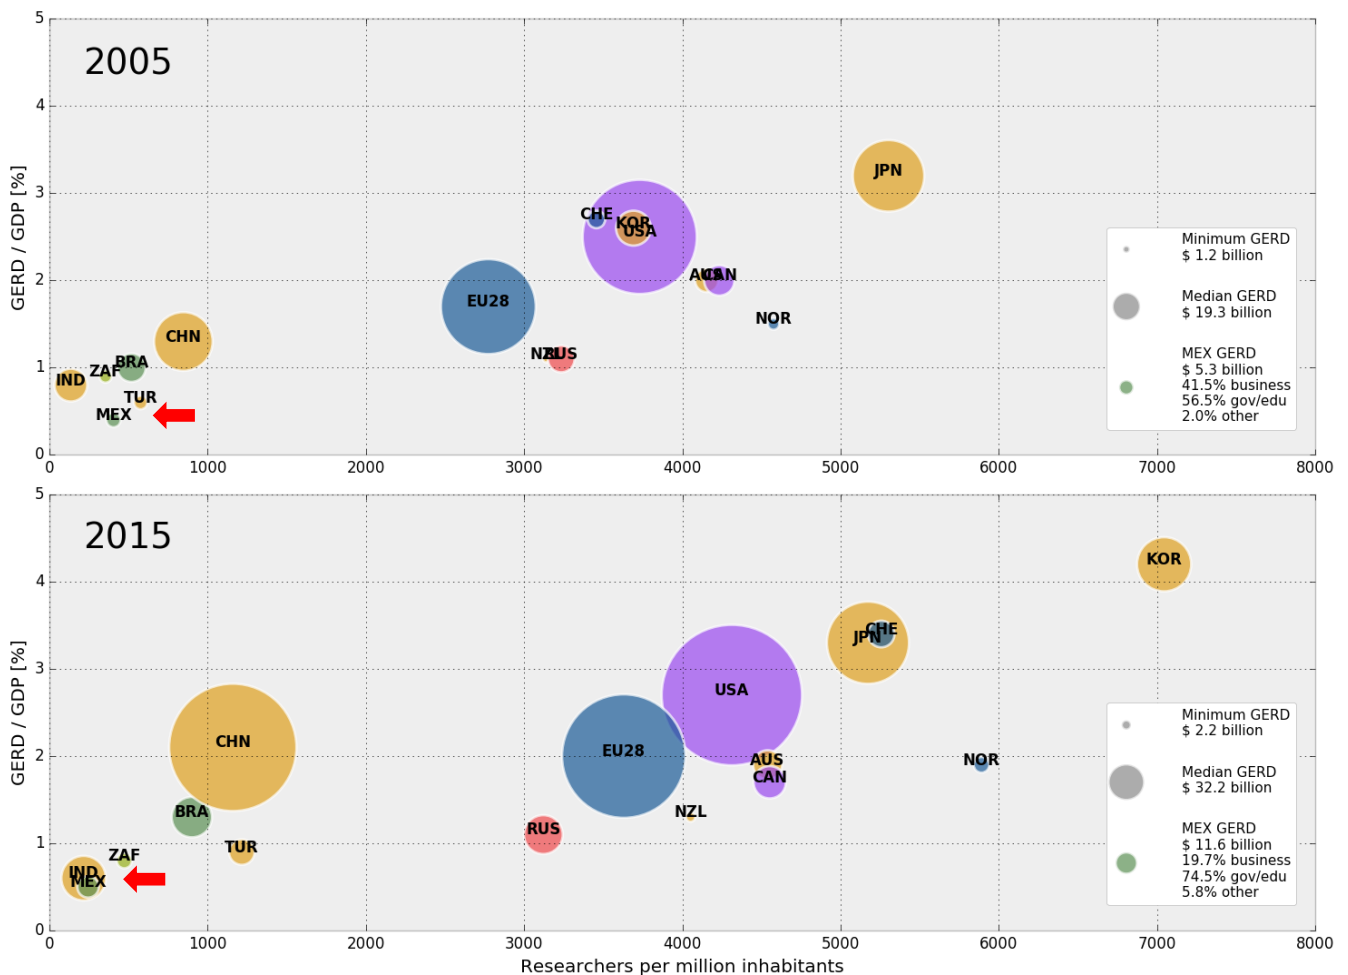 2005
GERD / GDP [%]
5
4
3
2
1
0
0 1000 2000 3000 4000 5000 6000 7000 8000
JPN
CHE
KOR
USA
AUS
CAN
EU28
NOR
CHN
NZL
RUS
BRA
ZAF
IND
TUR
MEX
Minimum GERD
$ 1.2 billion
Median GERD
$ 19.3 billion
MEX GERD
$ 5.3 billion
41.5% business
56.5% gov/edu
2.0% other
2015
GERD / GDP [%]
5
4
3
2
1
0
0 1000 2000 3000 4000 5000 6000 7000 8000
Researchers per million inhabitants
KOR
CHE
JPN
USA
CHN
EU28
AUS
NOR
CAN
BRA
NZL
RUS
TUR
ZAF
IND
MEX
Minimum GERD
$ 2.2 billion
Median GERD
$ 32.2 billion
MEX GERD
$ 11.6 billion
19.7% business
74.5% gov/edu
5.8% other